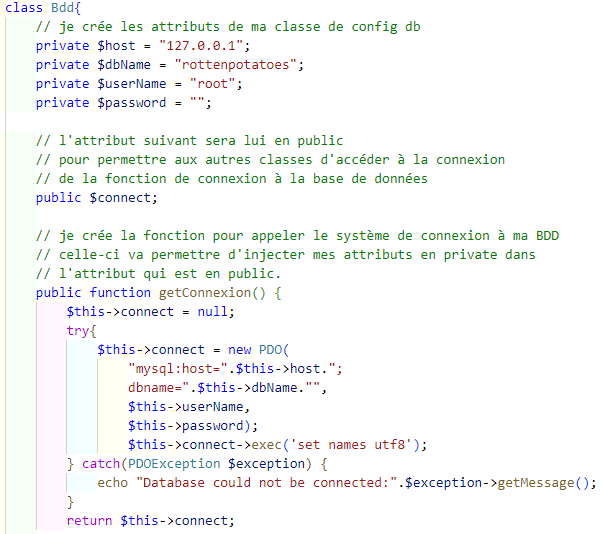 class Bdd{
// je crée les attributs de ma classe de config db
private $host = "127.0.0.1";
private $dbName = "rottenpotatoes";
private $userName = "root";
private $password = "";
// l'attribut suivant sera lui en public
// pour permettre aux autres classes d'accéder à la connexion
// de la fonction de connexion à la base de données
public $connect;
// je crée la fonction pour appeler le système de connexion à ma BDD
// celle-ci va permettre d'injecter mes attributs en private dans
// l'attribut qui est en public.
public function getConnexion() {
$this->connect = null;
try{
$this->connect = new PDO(
"mysql:host=".$this->host.";
dbname=".$this->dbName."",
$this->userName,
$this->password);
$this->connect->exec('set names utf8');
} catch(PDOException $exception) {
echo "Database could not be connected:".$exception->getMessage();
}
return $this->connect;